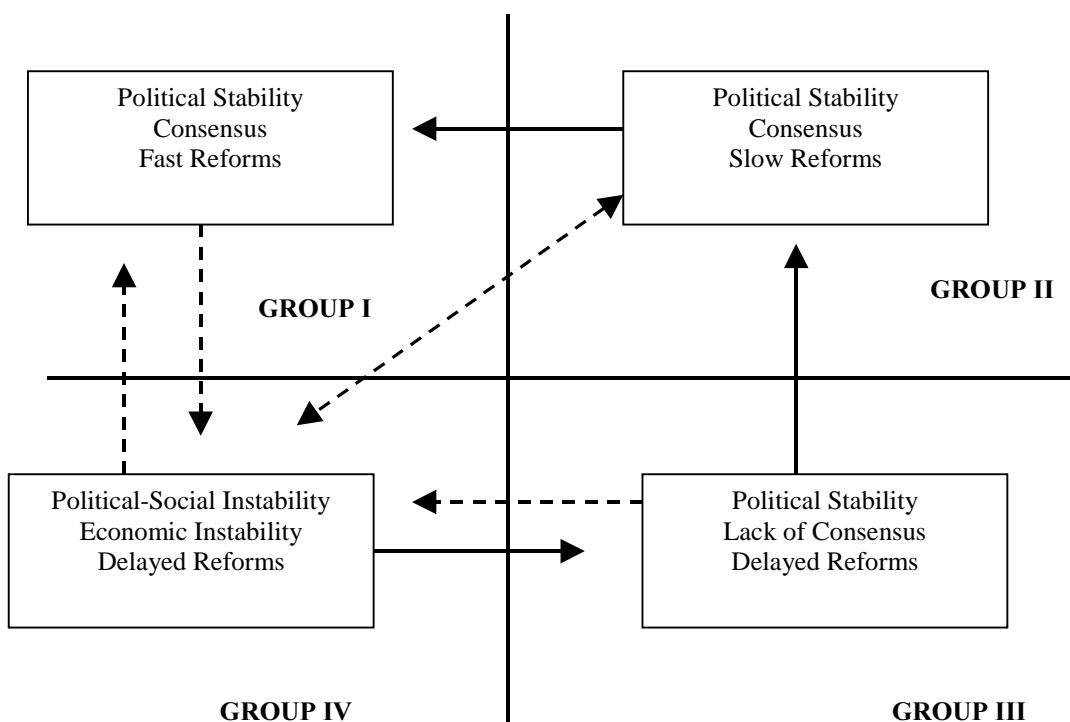 Political Stability
Consensus
Fast Reforms
Political Stability
Consensus
Slow Reforms
GROUP I
GROUP II
Political-Social Instability
Economic Instability
Delayed Reforms
Political Stability
Lack of Consensus
Delayed Reforms
GROUP IV
GROUP III